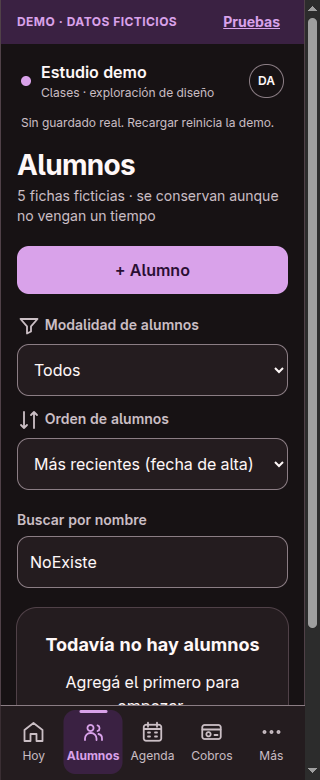 DEMO · DATOS FICTICIOS
Pruebas
Estudio demo
Clases · exploración de diseño
DA
Sin guardado real. Recargar reinicia la demo.
Alumnos
5 fichas ficticias · se conservan aunque
no vengan un tiempo
+ Alumno
Modalidad de alumnos
Todos
Orden de alumnos
Más recientes (fecha de alta)
Buscar por nombre
NoExiste
Todavía no hay alumnos
Agregá el primero para
Hoy
Alumnos
Agenda
Cobros
Más